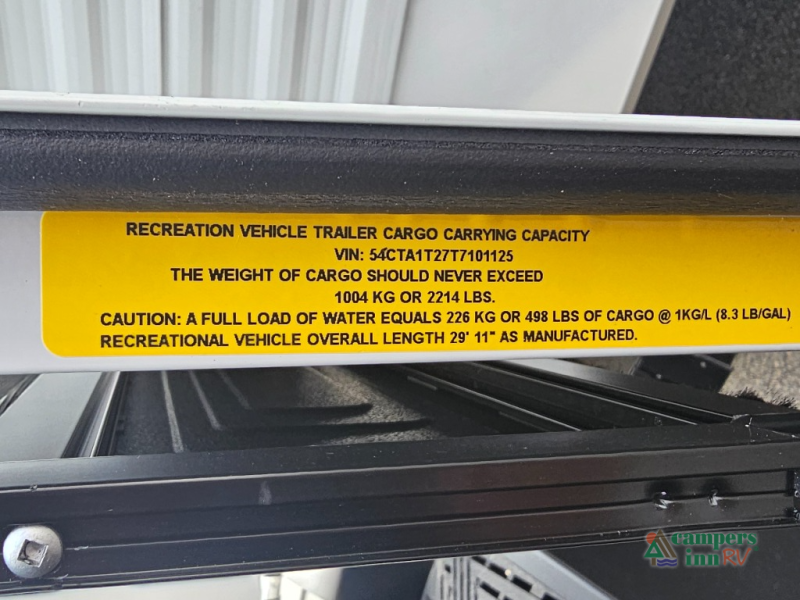 RECREATION VEHICLE TRAILER CARGO CARRYING CAPACITY
VIN: 54CTA1T27T7101125
THE WEIGHT OF CARGO SHOULD NEVER EXCEED
1004 KG OR 2214 LBS.
CAUTION: A FULL LOAD OF WATER EQUALS 226 KG OR 498 LBS OF CARGO @ 1KG/L (8.3 LB/GAL)
RECREATIONAL VEHICLE OVERALL LENGTH 29' 11" AS MANUFACTURED.
campers
inn RV